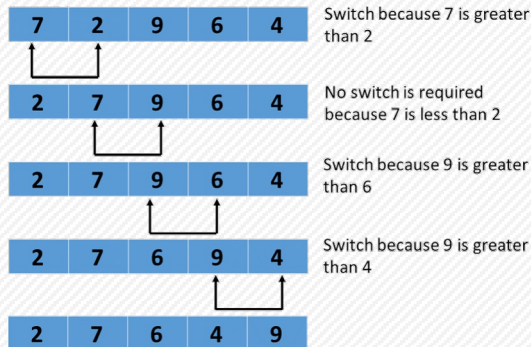 7 2 9 6 4
Switch because 7 is greater
than 2
2 7 9 6 4
No switch is required
because 7 is less than 2
2 7 9 6 4
Switch because 9 is greater
than 6
2 7 6 9 4
Switch because 9 is greater
than 4
2 7 6 4 9